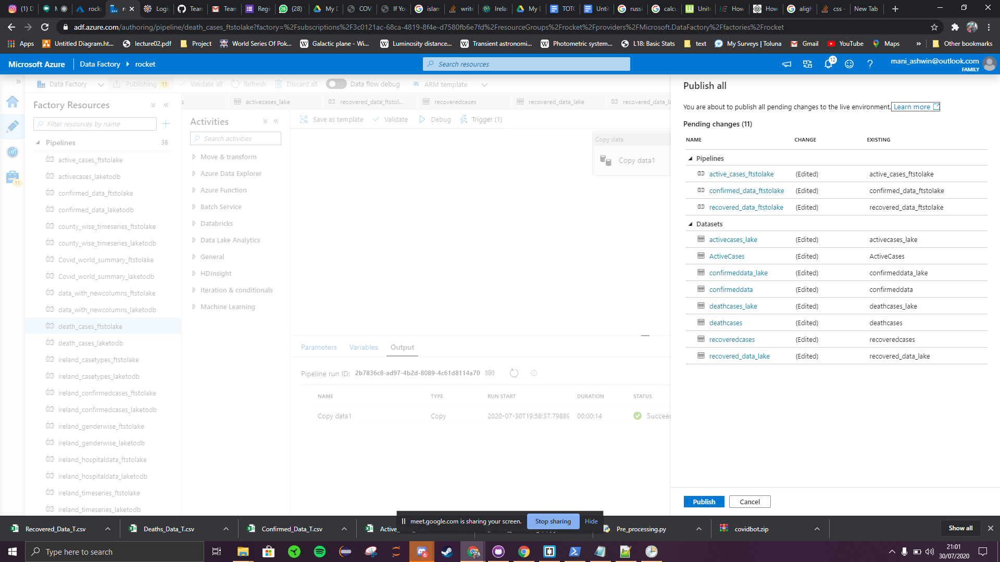 (1) D
M
rock
r
Logi
Team
Team
Regi
(28)
My D
COV
If Yo
islam
write
Irela
My D
TOTO
Unti
russi
calcu
Unite
How
How
aligh
css -
New Tab
adf.azure.com/authoring/pipeline/death_cases_ftstolake?factory=%2Fsubscriptions%2F3c0121ac-68ca-4819-8f4e-d7580fb6e7fd%2FresourceGroups%2Frocket%2Fproviders%2FMicrosoft.DataFactory%2Ffactories%2Frocket
Apps
Untitled Diagram.ht...
lecture02.pdf
Project
World Series Of Pok...
Galactic plane - Wi...
Luminosity distance...
Transient astronomi...
Photometric system...
L18: Basic Stats
text
My Surveys | Toluna
Gmail
YouTube
Maps
»
Other bookmarks
Microsoft Azure
Data Factory
rocket
Search resources
12
mani_ashwin@outlook.com
FAMILY
Data Factory
Publishing
11
Validate all
Refresh
Discard all
Data flow debug
ARM template
Factory Resources
Filter resources by name
Pipelines
36
active_cases_ftstolake
activecases_laketodb
confirmed_data_ftstolake
confirmed_data_laketodb
county_wise_timeseries_ftstolake
county_wise_timeseries_laketodb
Covid_world_summary_ftstolake
Covid_world_summary_laketodb
data_with_newcolumns_ftstolake
data_with_newcolumns_laketodb
death_cases_ftstolake
death_cases_laketodb
ireland_casetypes_ftstolake
ireland_casetypes_laketodb
ireland_confirmedcases_ftstolake
ireland_confirmedcases_laketodb
ireland_genderwise_ftstolake
ireland_genderwise_laketodb
ireland_hospitaldata_ftstolake
ireland_hospitaldata_laketodb
ireland_timeseries_ftstolake
ireland_timeseries_laketodb
11
s
activecases_lake
recovered_data_ftstol...
recoveredcases
recovered_data_lake
recovered_data_la
Activities
Search activities
Move & transform
Azure Data Explorer
Azure Function
Batch Service
Databricks
Data Lake Analytics
General
HDInsight
Iteration & conditionals
Machine Learning
Save as template
Validate
Debug
Trigger (1)
Copy data
Copy data1
Parameters
Variables
Output
Pipeline run ID: 2b7836c8-ad97-4b2d-8089-4c61d8114a70 [@]
NAME TYPE RUN START DURATION STATUS
Copy data1 Copy 2020-07-30T19:58:37.79889 00:00:14 Succee
Publish all
You are about to publish all pending changes to the live environment. Learn more
Pending changes (11)
NAME CHANGE EXISTING
Pipelines
active_cases_ftstolake (Edited) active_cases_ftstolake
confirmed_data_ftstolake (Edited) confirmed_data_ftstolake
recovered_data_ftstolake (Edited) recovered_data_ftstolake
Datasets
activecases_lake (Edited) activecases_lake
ActiveCases (Edited) ActiveCases
confirmeddata_lake (Edited) confirmeddata_lake
confirmeddata (Edited) confirmeddata
deathcases_lake (Edited) deathcases_lake
deathcases (Edited) deathcases
recoveredcases (Edited) recoveredcases
recovered_data_lake (Edited) recovered_data_lake
Publish
Cancel
meet.google.com is sharing your screen.
Stop sharing
Hide
Recovered_Data_T.csv
Deaths_Data_T.csv
Confirmed_Data_T.csv
Active_
Pre_processing.py
covidbot.zip
Show all
Type here to search
6
21:01
30/07/2020